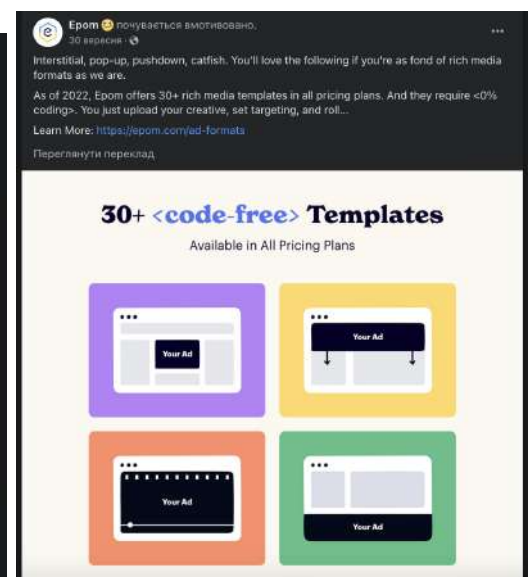 Epom 😊 почувається вмотивовано.
30 вересня
Interstitial, pop-up, pushdown, catfish. You'll love the following if you're as fond of rich media
formats as we are.
As of 2022, Epom offers 30+ rich media templates in all pricing plans. And they require <0%
coding>. You just upload your creative, set targeting, and roll...
Learn More: https://epom.com/ad-formats
Переглянути переклад
30+ <code-free> Templates
Available in All Pricing Plans
Your Ad
Your Ad
Your Ad
Your Ad